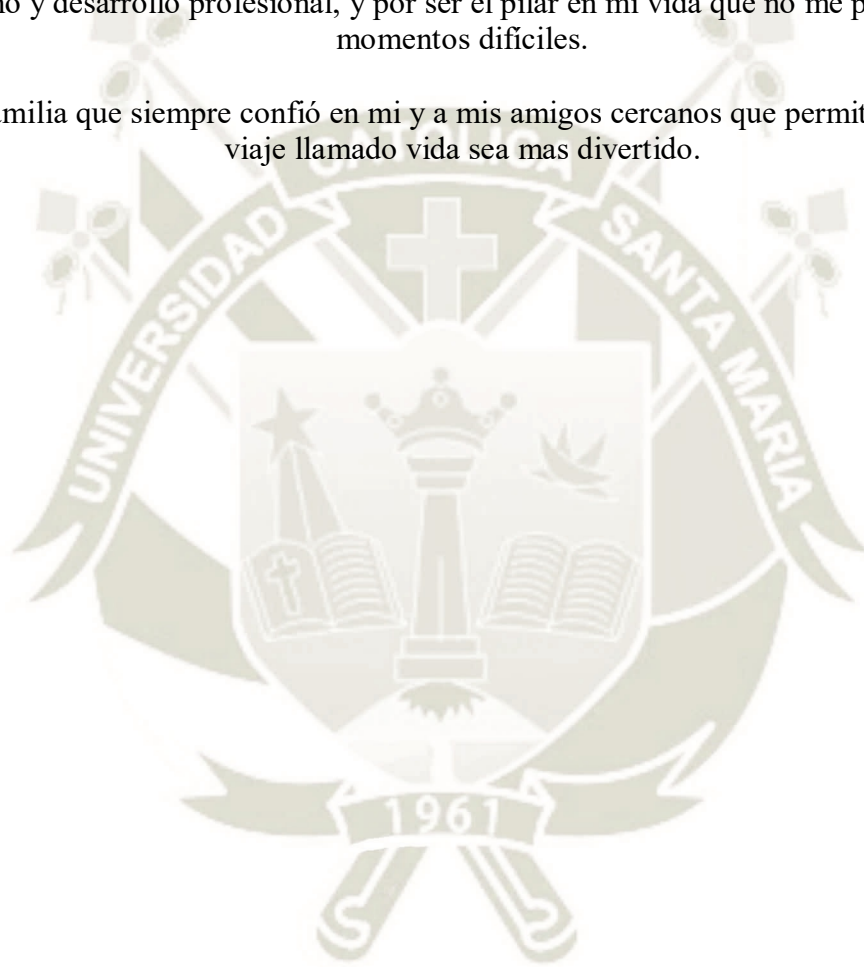 y desarrollo profesional, y por ser el pilar en mi vida que no me
momentos difíciles.
que siempre confió en mi y a mis amigos cercanos que
viaje llamado vida sea mas divertido.
CATOLICA
UNIVERSIDAD
SANTA MARIA
1961